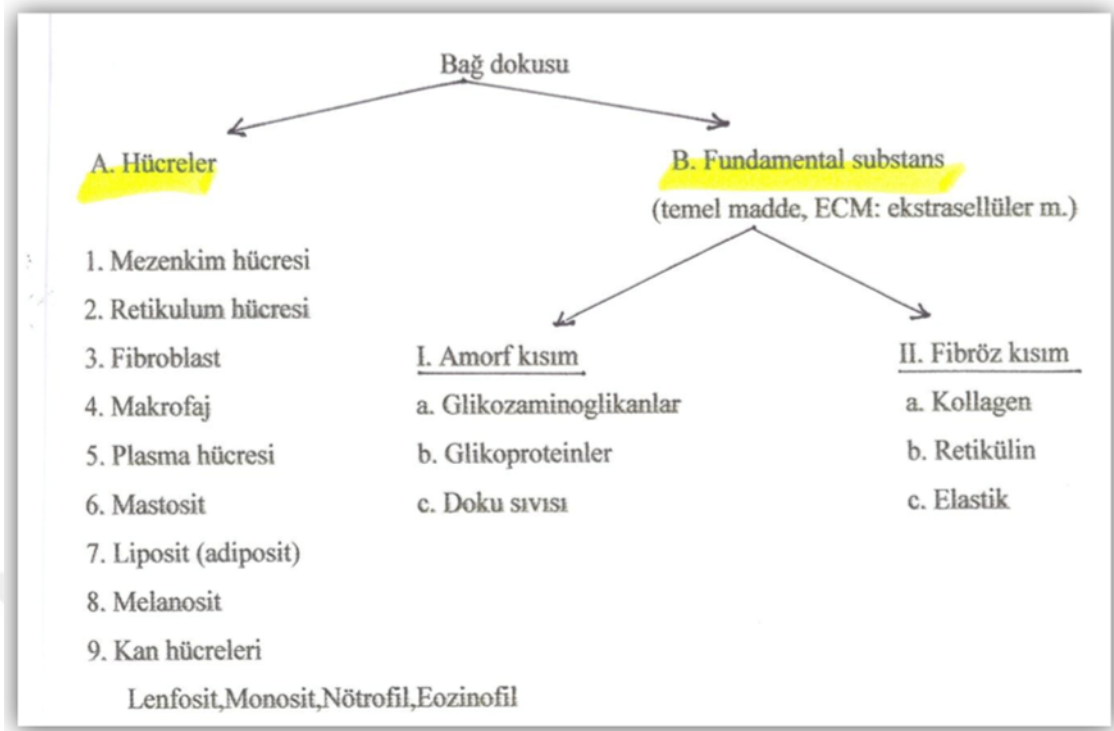 Bağ dokusu
A. Hücreler
1. Mezenkim hücresi
2. Retikulum hücresi
3. Fibroblast
4. Makrofaj
5. Plasma hücresi
6. Mastosit
7. Liposit (adiposit)
8. Melanosit
9. Kan hücreleri
Lenfosit,Monosit,Nötrofil,Eozinofil
B. Fundamental substans
(temel madde, ECM: ekstrasellüler m.)
I. Amorf kısım
a. Glikozaminoglikanlar
b. Glikoproteinler
c. Doku sıvısı
II. Fibröz kısım
a. Kollagen
b. Retikülin
c. Elastik